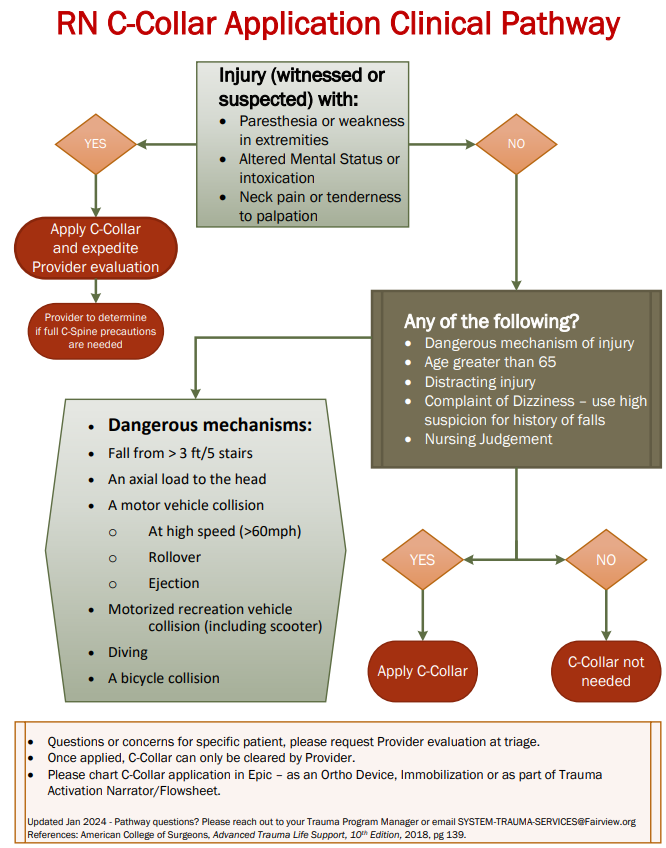 RN C-Collar Application Clinical Pathway
Injury (witnessed or
suspected) with:
• Paresthesia or weakness
in extremities
• Altered Mental Status or
intoxication
• Neck pain or tenderness
to palpation
YES
NO
Apply C-Collar
and expedite
Provider evaluation
Provider to determine
if full C-Spine precautions
are needed
Any of the following?
• Dangerous mechanism of injury
• Age greater than 65
• Distracting injury
• Complaint of Dizziness – use high
suspicion for history of falls
• Nursing Judgement
• Dangerous mechanisms:
• Fall from > 3 ft/5 stairs
• An axial load to the head
• A motor vehicle collision
o At high speed (>60mph)
o Rollover
o Ejection
• Motorized recreation vehicle
collision (including scooter)
• Diving
• A bicycle collision
YES
NO
Apply C-Collar
C-Collar not
needed
• Questions or concerns for specific patient, please request Provider evaluation at triage.
• Once applied, C-Collar can only be cleared by Provider.
• Please chart C-Collar application in Epic – as an Ortho Device, Immobilization or as part of Trauma
Activation Narrator/Flowsheet.
Updated Jan 2024 - Pathway questions? Please reach out to your Trauma Program Manager or email SYSTEM-TRAUMA-SERVICES@Fairview.org
References: American College of Surgeons, Advanced Trauma Life Support, 10th Edition, 2018, pg 139.